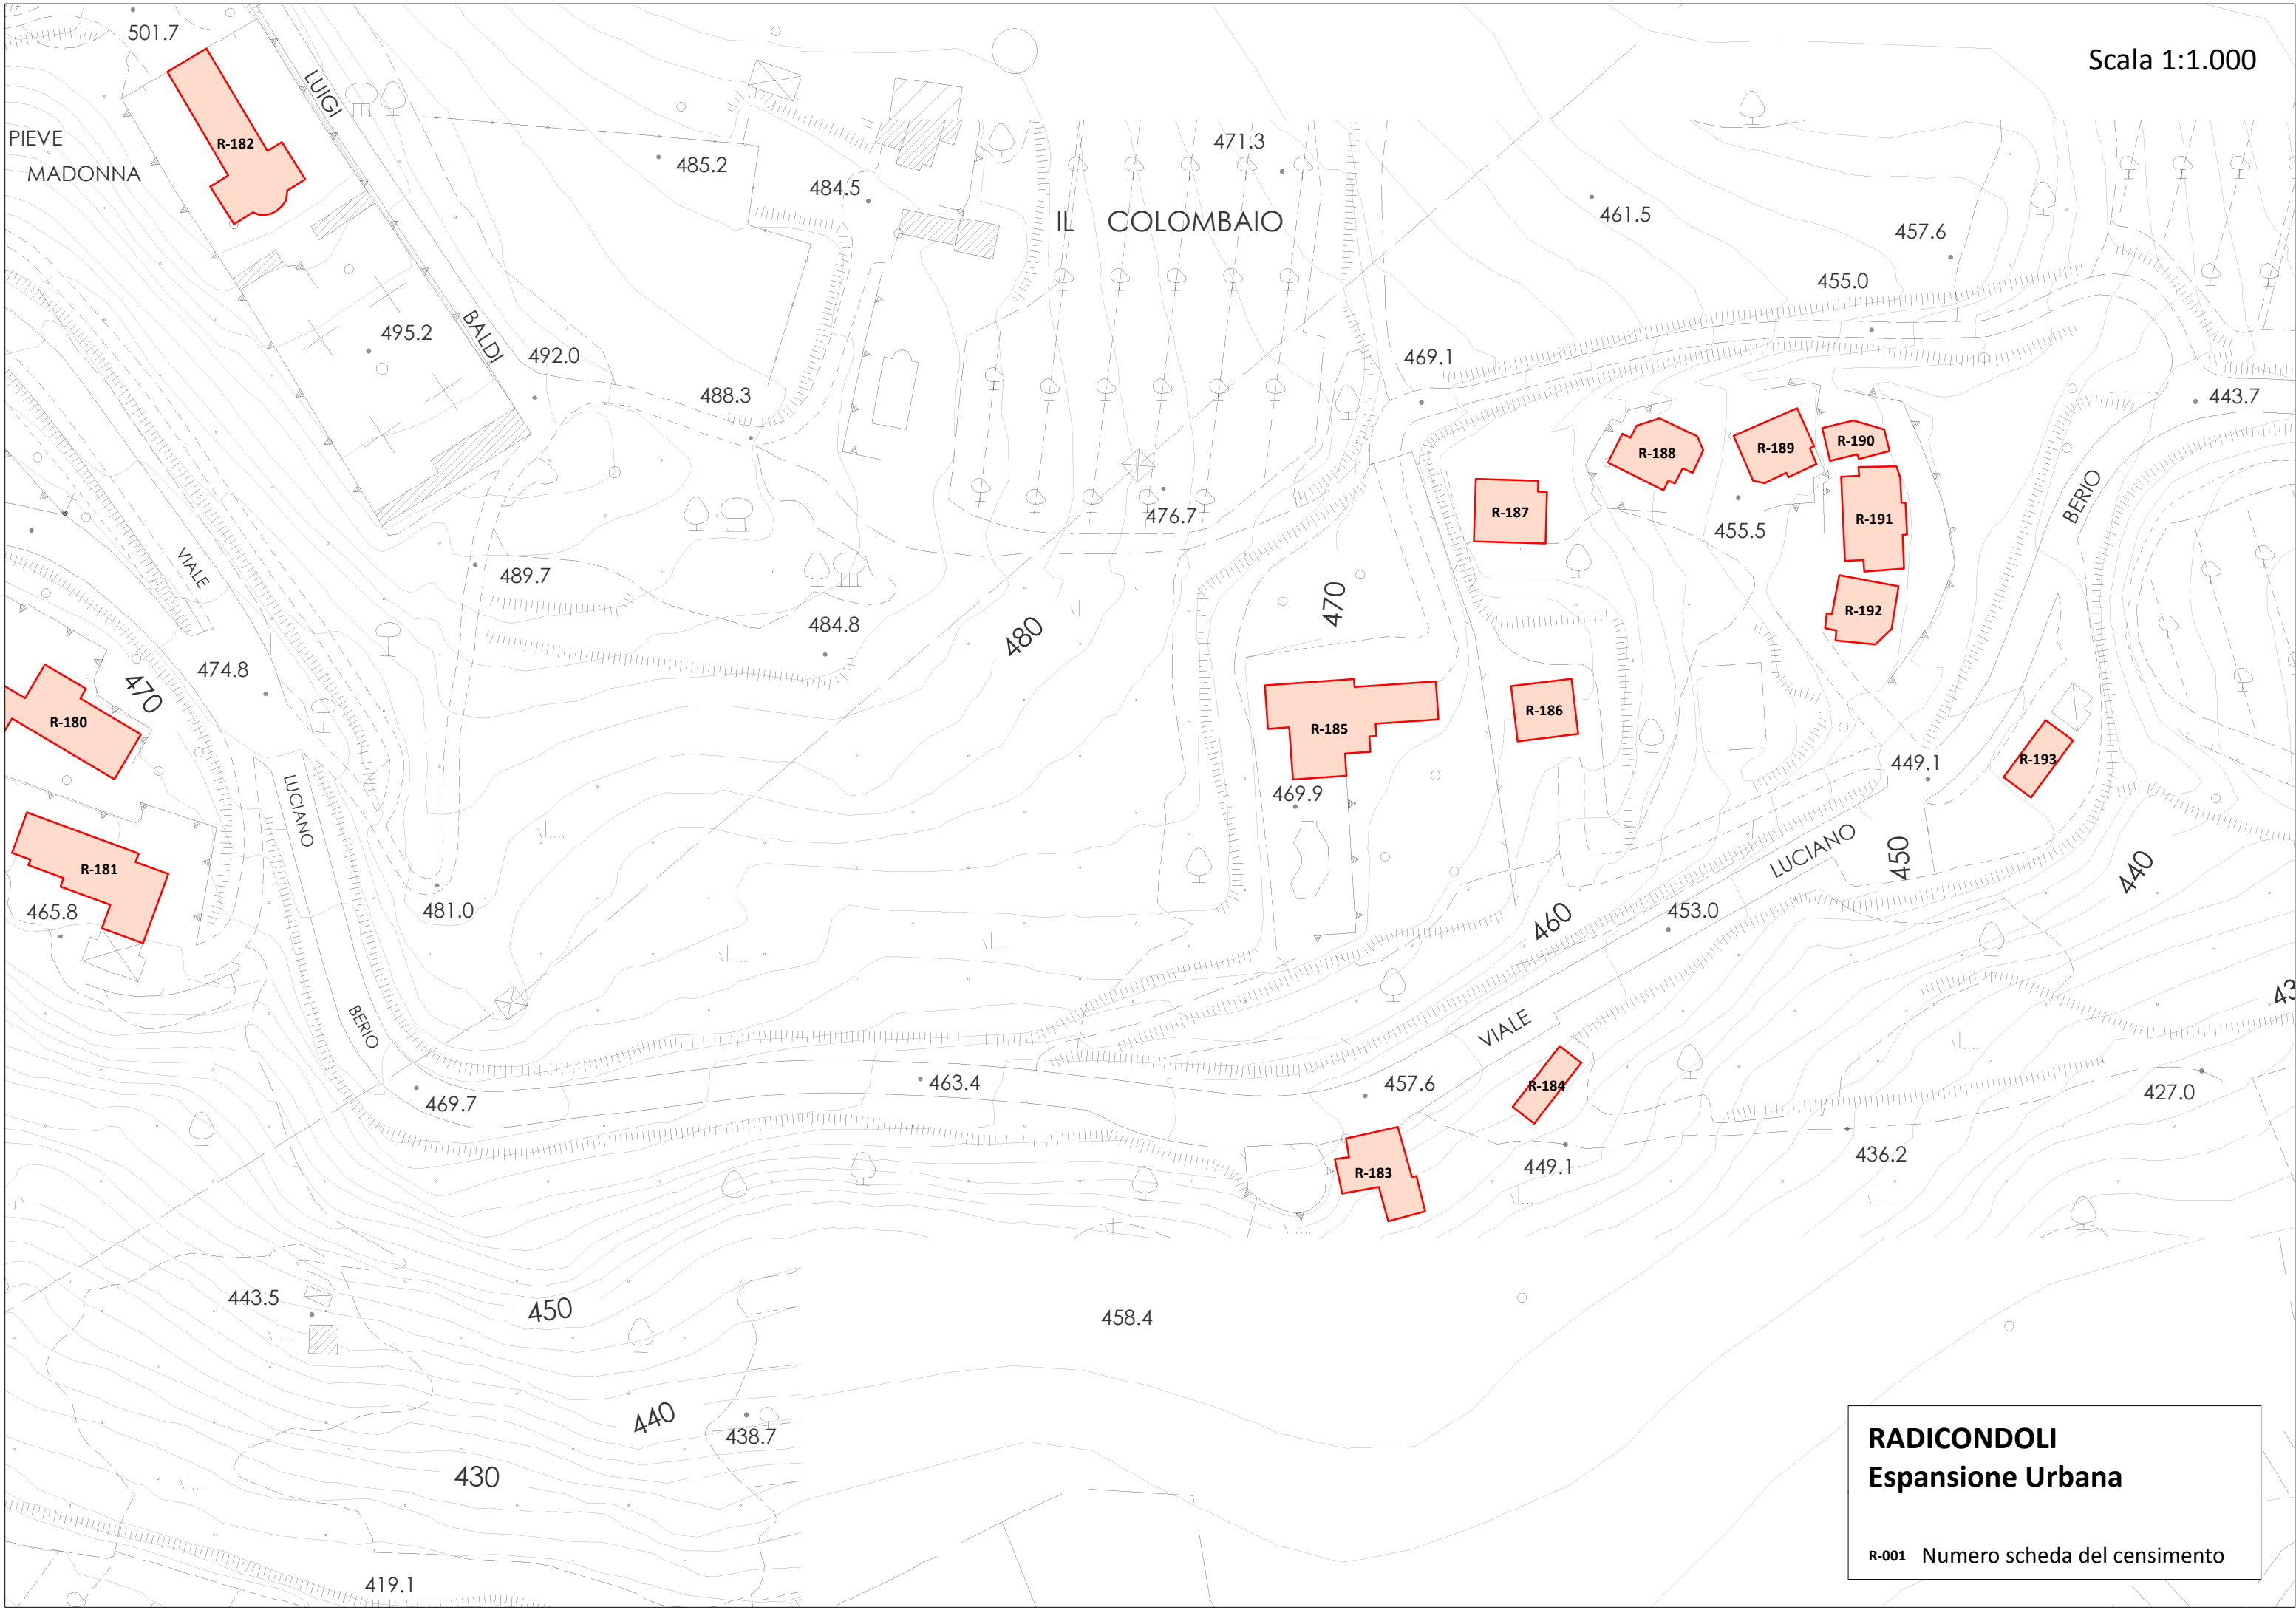 501.7
Scala 1:1.000
LUIGI
PIEVE
R-182
MADONNA
485.2
484.5
471.3
IL COLOMBAIO
461.5
457.6
455.0
495.2
BALDI
492.0
488.3
469.1
443.7
R-188
R-189
R-190
R-187
476.7
455.5
R-191
BERIO
VIALE
489.7
484.8
480
470
R-192
474.8
470
R-180
R-185
R-186
449.1
R-193
469.9
LUCIANO
R-181
465.8
481.0
LUCIANO
450
440
460
453.0
43
BERIO
VIALE
469.7
463.4
457.6
R-184
427.0
R-183
449.1
436.2
443.5
450
458.4
440
438.7
430
419.1
RADICONDOLI
Espansione Urbana
R-001 Numero scheda del censimento